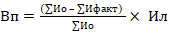 Вп = (∑Ио − ∑Ифакт) / ∑Ио × Ил